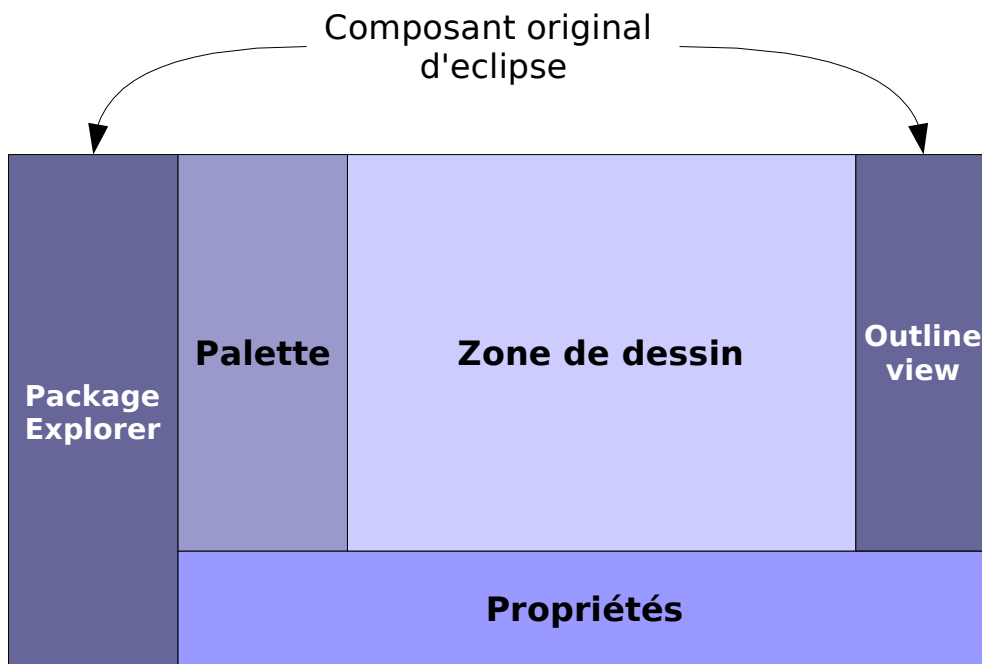 Composant original
d'eclipse
Package
Explorer
Palette
Zone de dessin
Outline
view
Propriétés